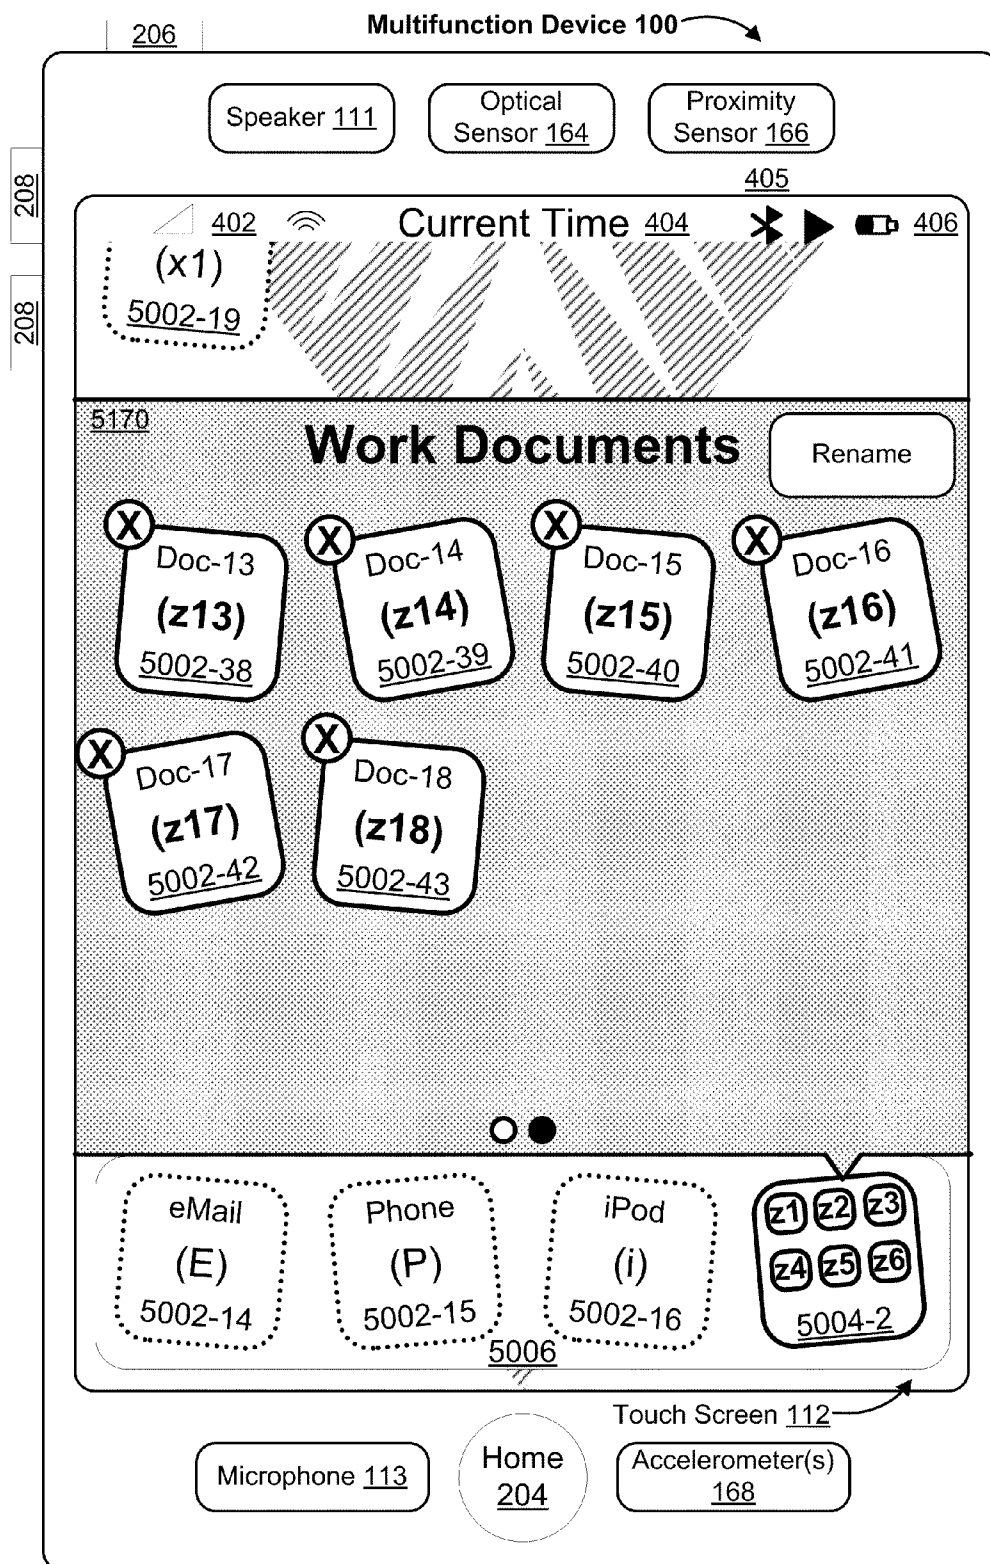 Multifunction Device 100
206
Speaker 111
Optical
Sensor 164
Proximity
Sensor 166
208
208
405
402
Current Time 404
406
(x1)
5002-19
5170
Work Documents
Rename
X
Doc-13
(z13)
5002-38
X
Doc-14
(z14)
5002-39
X
Doc-15
(z15)
5002-40
X
Doc-16
(z16)
5002-41
X
Doc-17
(z17)
5002-42
X
Doc-18
(z18)
5002-43
eMail
(E)
5002-14
Phone
(P)
5002-15
iPod
(i)
5002-16
z1 z2 z3
z4 z5 z6
5004-2
5006
Touch Screen 112
Microphone 113
Home
204
Accelerometer(s)
168